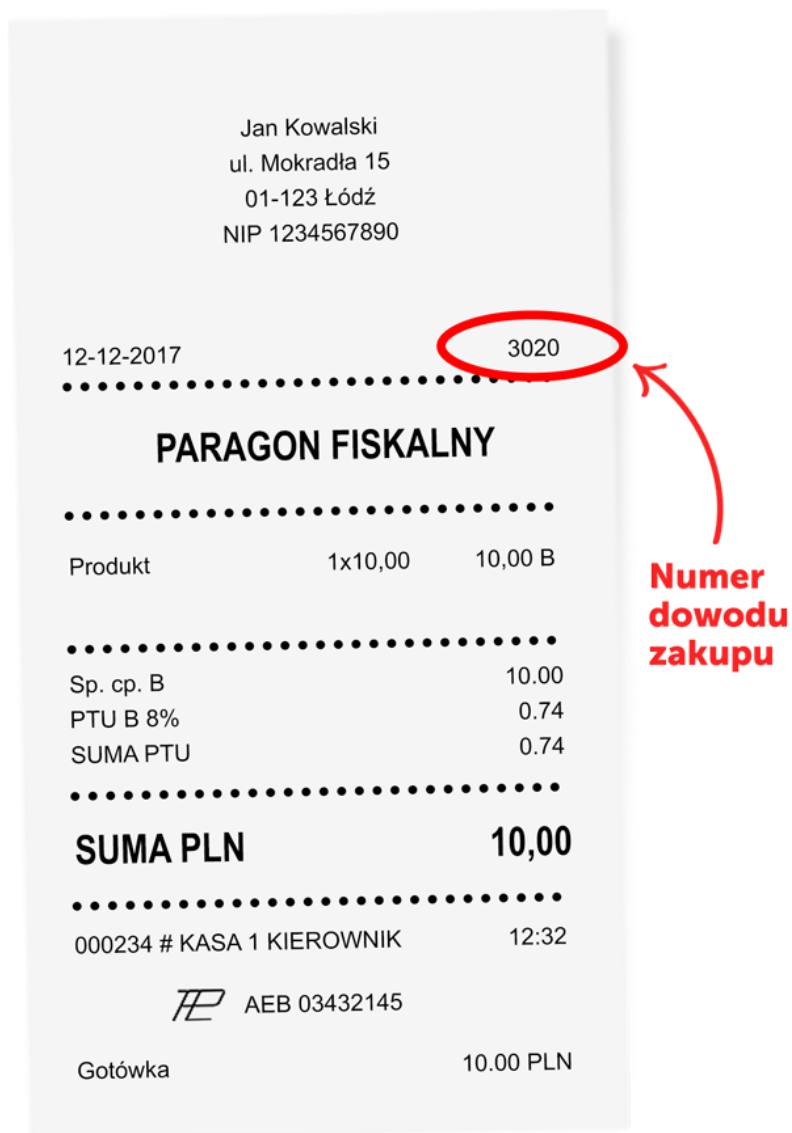 Jan Kowalski
ul. Mokradła 15
01-123 Łódź
NIP 1234567890
12-12-2017 3020
PARAGON FISKALNY
Produkt 1x10,00 10,00 B
Sp. cp. B 10.00
PTU B 8% 0.74
SUMA PTU 0.74
SUMA PLN 10,00
000234 # KASA 1 KIEROWNIK 12:32
AEB 03432145
Gotówka 10.00 PLN
Numer
dowodu
zakupu